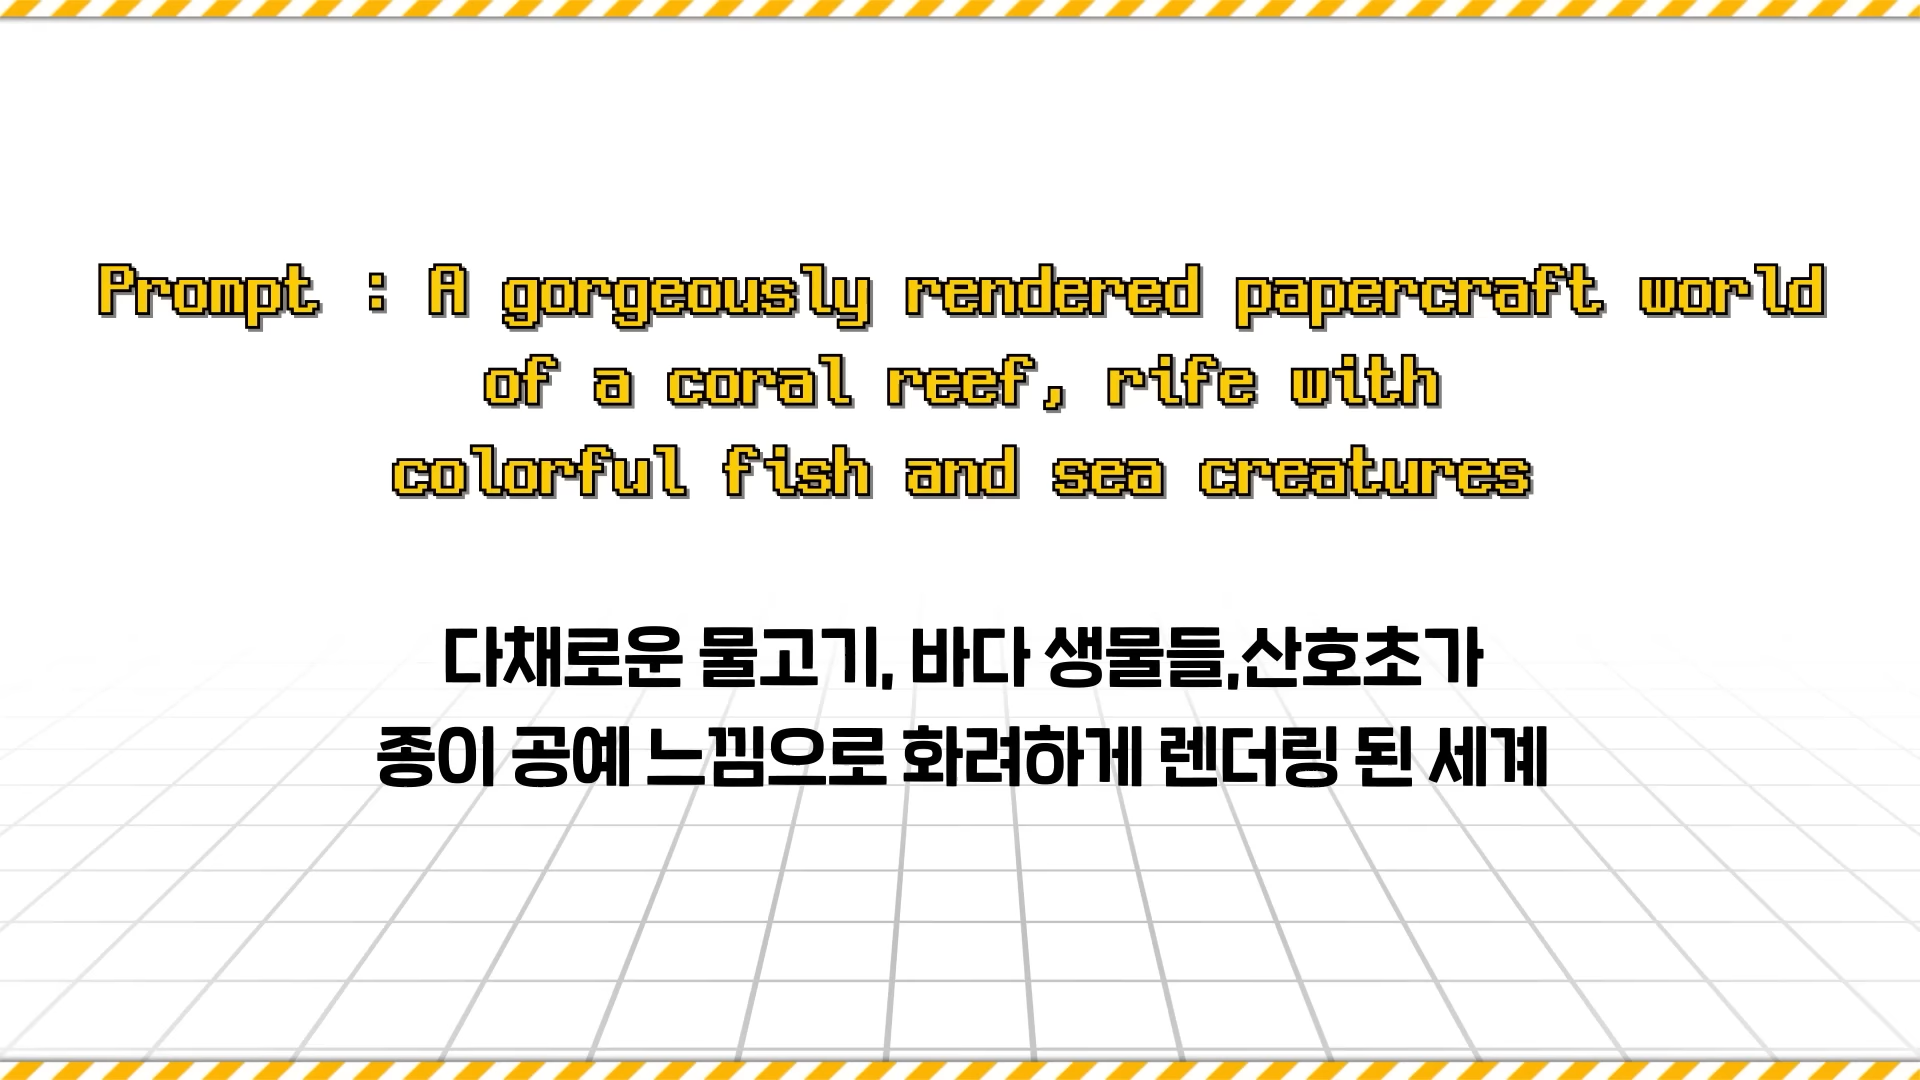 Prompt : A gorgeously rendered papercraft world
of a coral reef, rife with
colorful fish and sea creatures
다채로운 물고기, 바다 생물들,산호초가
종이 공예 느낌으로 화려하게 렌더링 된 세계